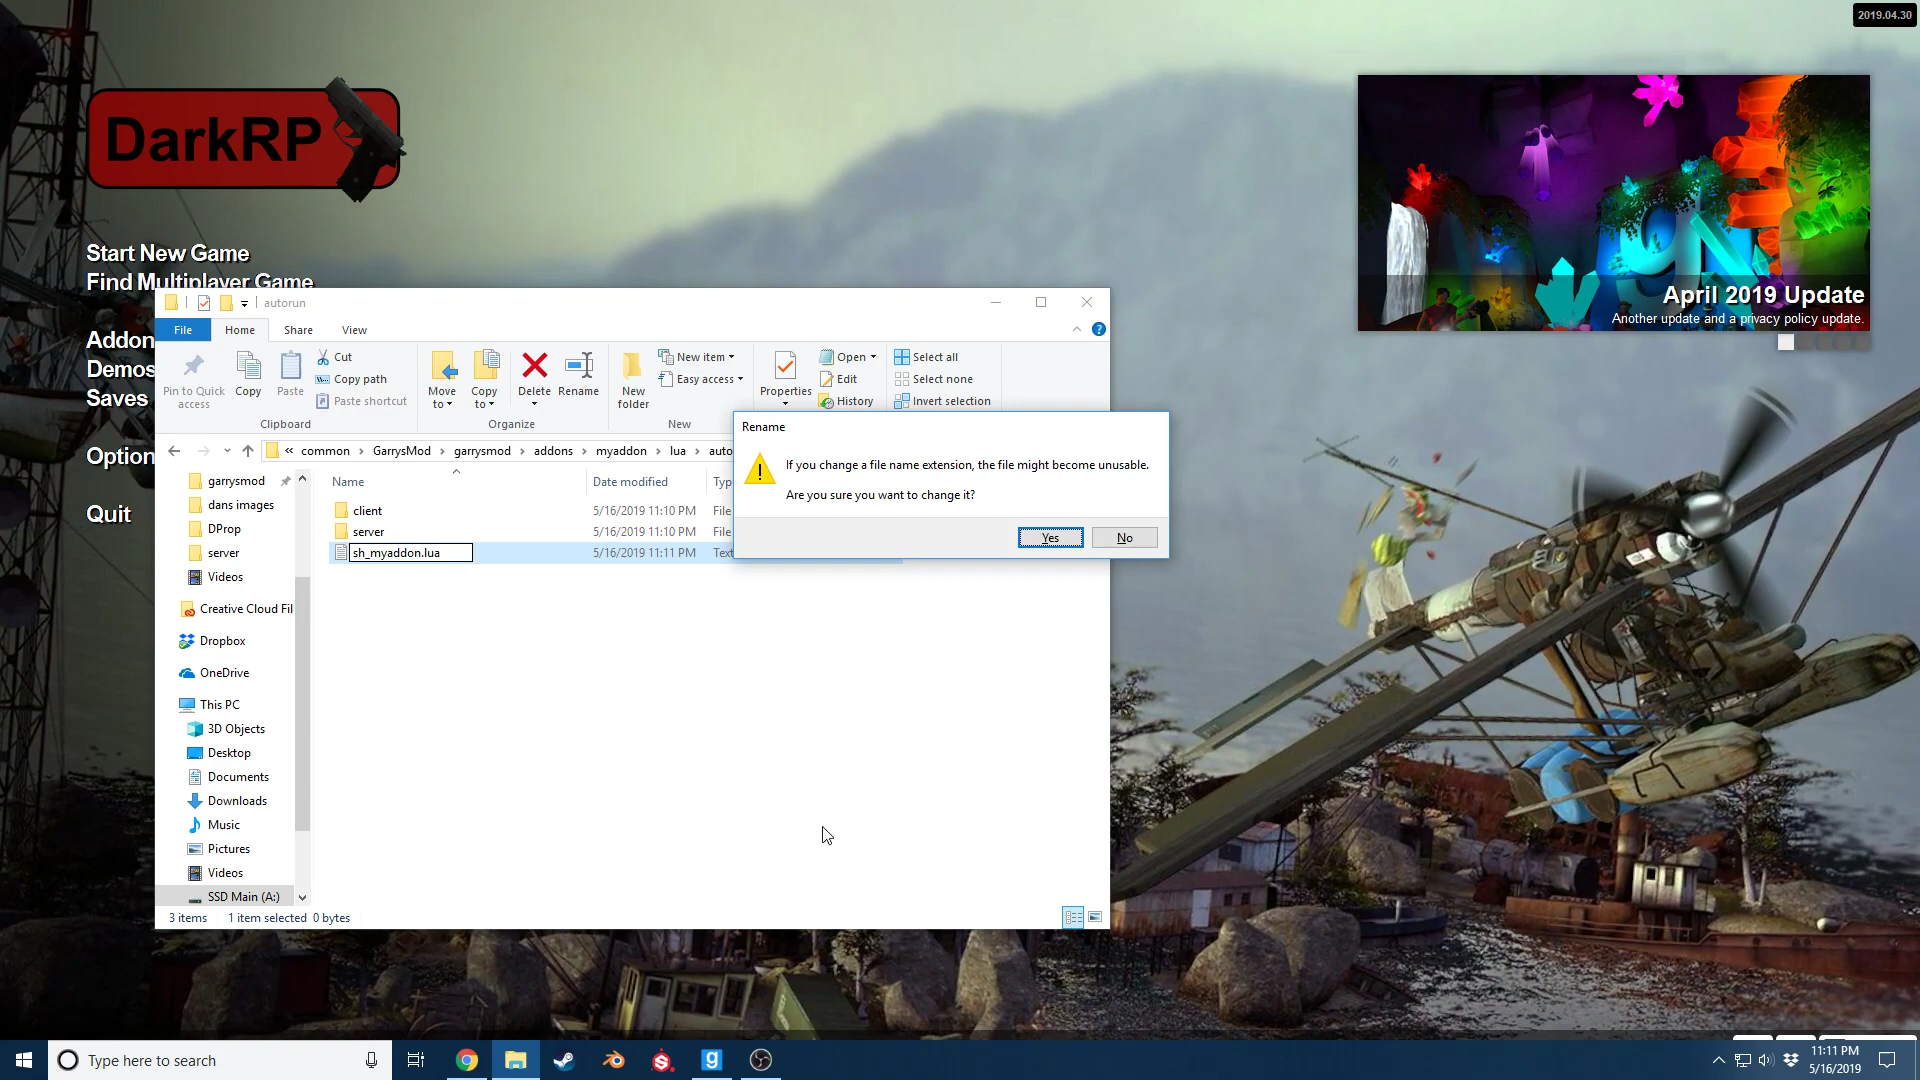 2019.04.30
DarkRP
Start New Game
Find Multiplayer Game
Addon
Demos
Saves
Option
Quit
April 2019 Update
Another update and a privacy policy update.
autorun
File Home Share View
Pin to Quick access
Copy
Paste
Cut
Copy path
Paste shortcut
Clipboard
Move to
Copy to
Delete
Rename
Organize
New folder
New item
Easy access
New
Properties
Open
Edit
History
Select all
Select none
Invert selection
« common > GarrysMod > garrysmod > addons > myaddon > lua > auto
Name Date modified Typ
client 5/16/2019 11:10 PM File
server 5/16/2019 11:10 PM File
sh_myaddon.lua 5/16/2019 11:11 PM Text
garrysmod
dans images
DProp
server
Videos
Creative Cloud Fil
Dropbox
OneDrive
This PC
3D Objects
Desktop
Documents
Downloads
Music
Pictures
Videos
SSD Main (A:)
3 items 1 item selected 0 bytes
Rename
If you change a file name extension, the file might become unusable.
Are you sure you want to change it?
Yes No
Type here to search
11:11 PM
5/16/2019